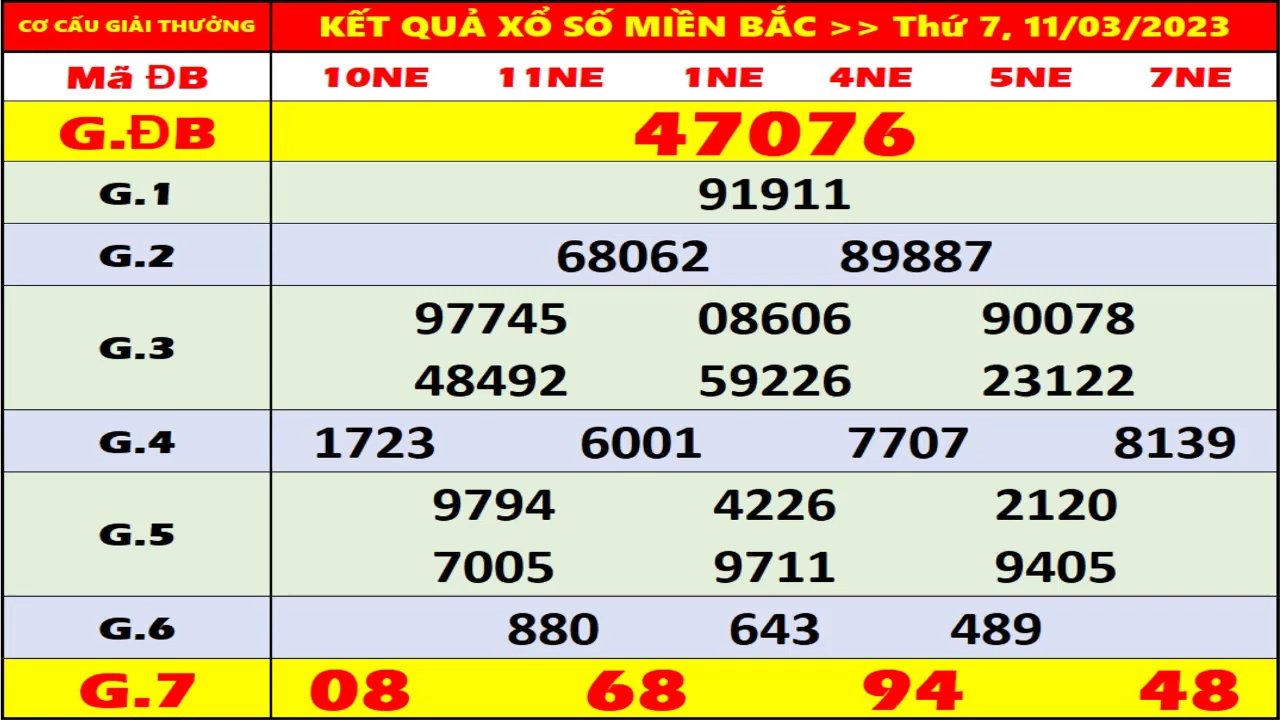 CƠ CẤU GIẢI THƯỞNG KẾT QUẢ XỔ SỐ MIỀN BẮC >> Thứ 7, 11/03/2023
Mã ĐB 10NE 11NE 1NE 4NE 5NE 7NE
G.ĐB 47076
G.1 91911
G.2 68062 89887
G.3 97745 08606 90078
48492 59226 23122
G.4 1723 6001 7707 8139
G.5 9794 4226 2120
7005 9711 9405
G.6 880 643 489
G.7 08 68 94 48